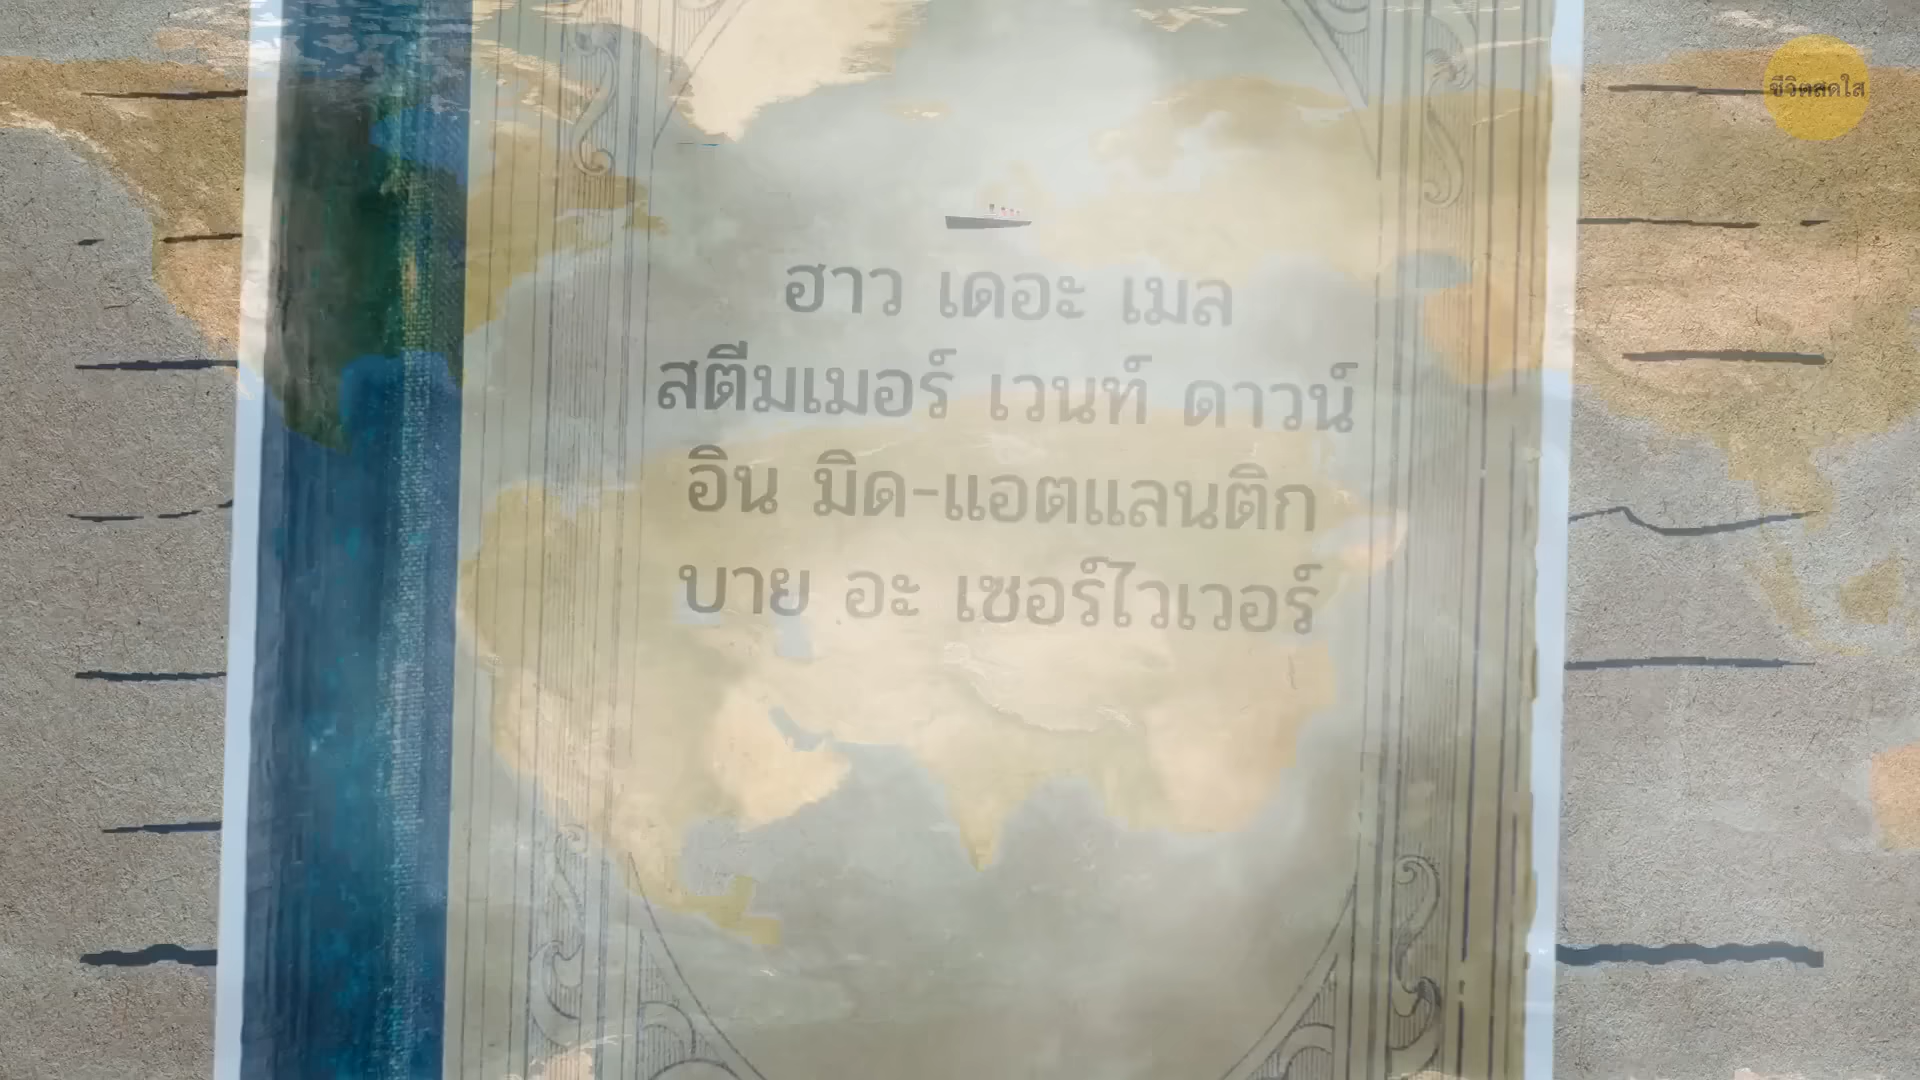 ชีวิตสดใส
ฮาว เดอะ เมล
สตีมเมอร์ เวนท์ ดาวน์
อิน มิด-แอตแลนติก
บาย อะ เซอร์ไวเวอร์